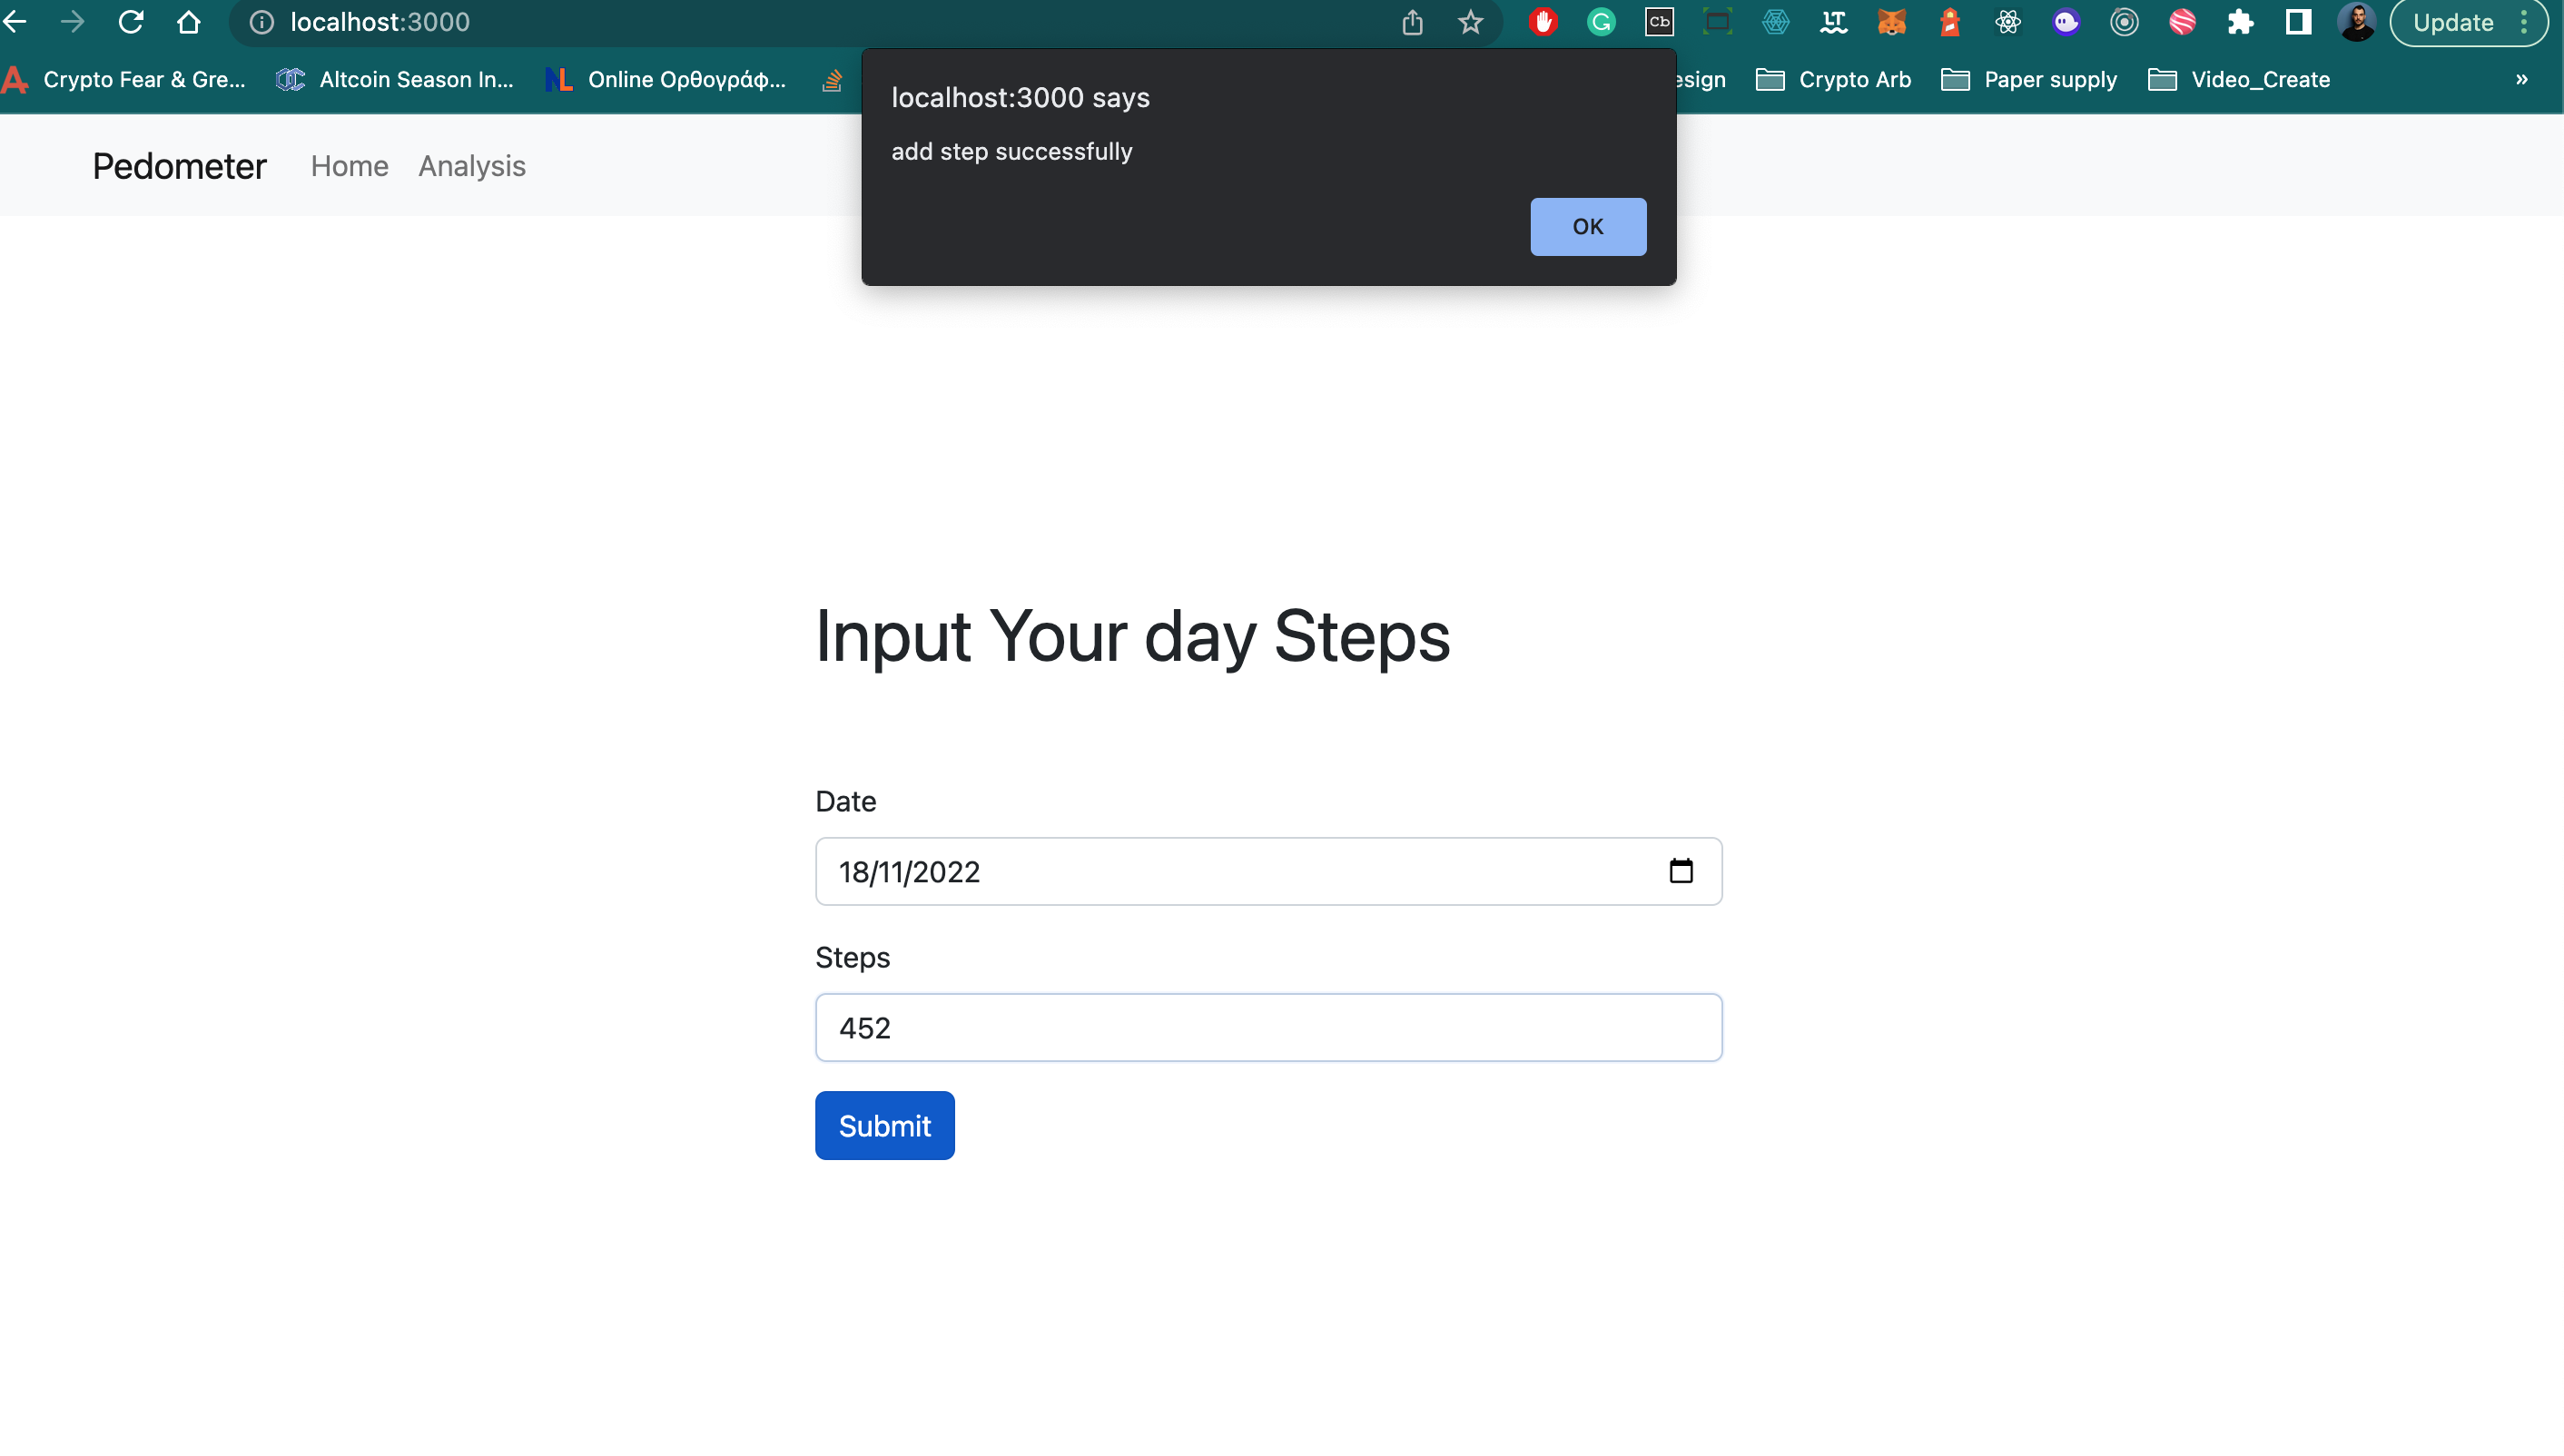 localhost:3000
Update
Crypto Fear & Gre...
Altcoin Season In...
NL Online Ορθογράφ...
esign
Crypto Arb
Paper supply
Video_Create
»
localhost:3000 says
add step successfully
OK
Pedometer
Home
Analysis
Input Your day Steps
Date
18/11/2022
Steps
452
Submit